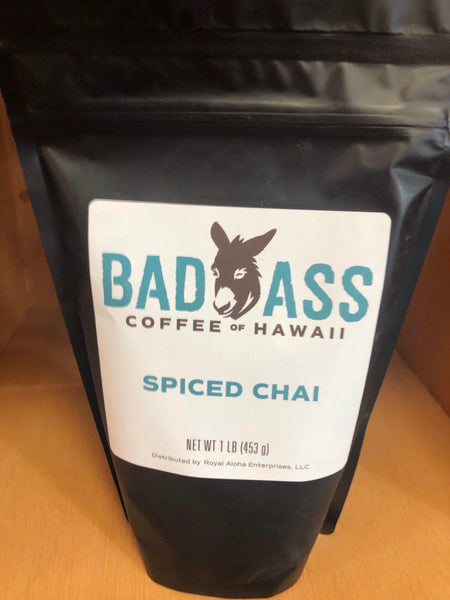 BAD ASS
COFFEE OF HAWAII
SPICED CHAI
NET WT 1 LB (453 g)
Distributed by Royal Aloha Enterprises, LLC